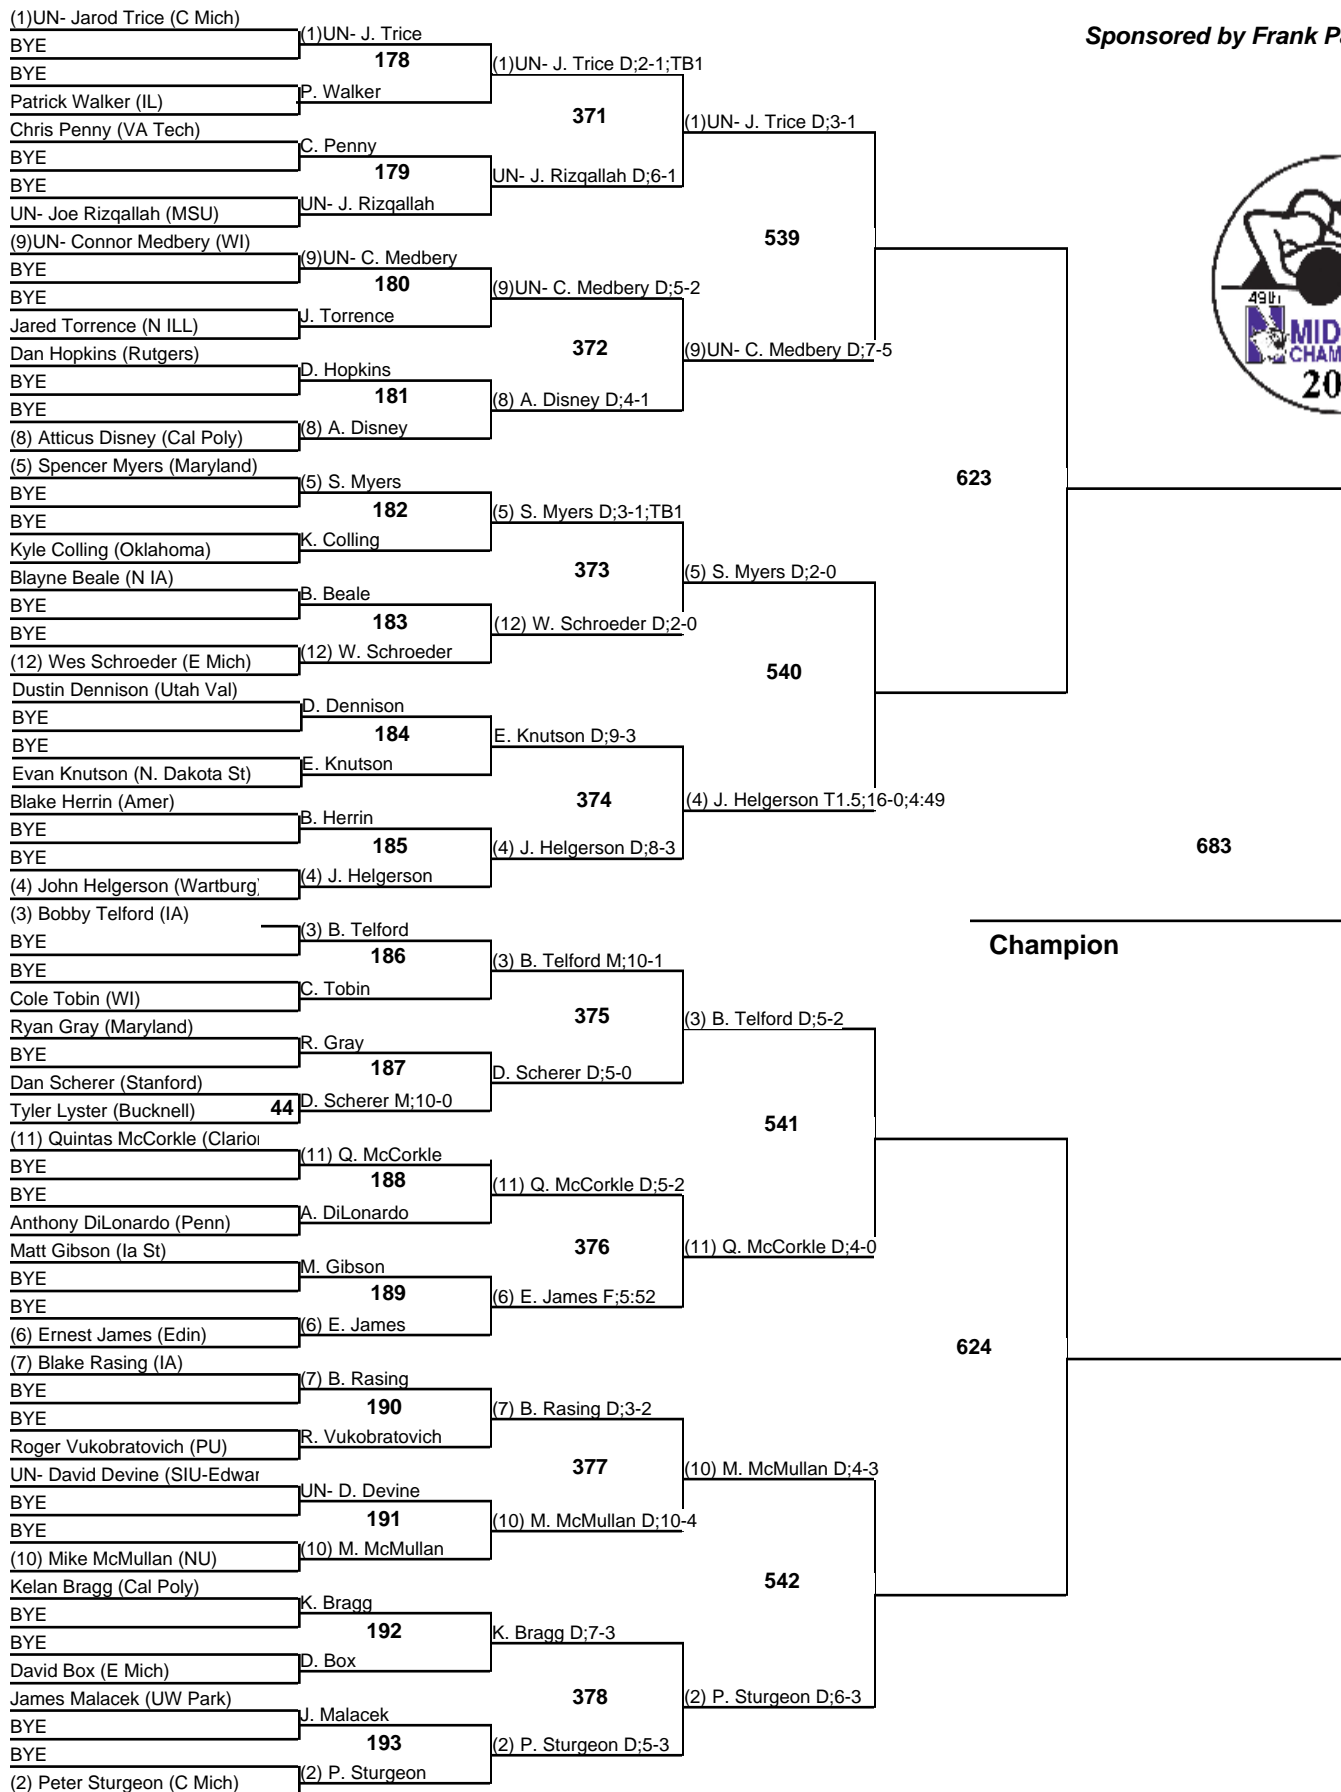 (1)UN- Jarod Trice (C Mich)
BYE
BYE
Patrick Walker (IL)
Chris Penny (VA Tech)
BYE
BYE
UN- Joe Rizqallah (MSU)
(9)UN- Connor Medbery (WI)
BYE
BYE
Jared Torrence (N ILL)
Dan Hopkins (Rutgers)
BYE
BYE
(8) Atticus Disney (Cal Poly)
(5) Spencer Myers (Maryland)
BYE
BYE
Kyle Colling (Oklahoma)
Blayne Beale (N IA)
BYE
BYE
(12) Wes Schroeder (E Mich)
Dustin Dennison (Utah Val)
BYE
BYE
Evan Knutson (N. Dakota St)
Blake Herrin (Amer)
BYE
BYE
(4) John Helgerson (Wartburg)
(3) Bobby Telford (IA)
BYE
BYE
Cole Tobin (WI)
Ryan Gray (Maryland)
BYE
Dan Scherer (Stanford)
Tyler Lyster (Bucknell) 44
(11) Quintas McCorkle (Clarion
BYE
BYE
Anthony DiLonardo (Penn)
Matt Gibson (Ia St)
BYE
BYE
(6) Ernest James (Edin)
(7) Blake Rasing (IA)
BYE
BYE
Roger Vukobratovich (PU)
UN- David Devine (SIU-Edwar
BYE
BYE
(10) Mike McMullan (NU)
Kelan Bragg (Cal Poly)
BYE
BYE
David Box (E Mich)
James Malacek (UW Park)
BYE
BYE
(2) Peter Sturgeon (C Mich)
(1)UN- J. Trice
178
P. Walker
C. Penny
179
UN- J. Rizqallah
(9)UN- C. Medbery
180
J. Torrence
D. Hopkins
181
(8) A. Disney
(5) S. Myers
182
K. Colling
B. Beale
183
(12) W. Schroeder
D. Dennison
184
E. Knutson
B. Herrin
185
(4) J. Helgerson
(3) B. Telford
186
C. Tobin
R. Gray
187
D. Scherer M;10-0
(11) Q. McCorkle
188
A. DiLonardo
M. Gibson
189
(6) E. James
(7) B. Rasing
190
R. Vukobratovich
UN- D. Devine
191
(10) M. McMullan
K. Bragg
192
D. Box
J. Malacek
193
(2) P. Sturgeon
(1)UN- J. Trice D;2-1;TB1
371
UN- J. Rizqallah D;6-1
(9)UN- C. Medbery D;5-2
372
(8) A. Disney D;4-1
(5) S. Myers D;3-1;TB1
373
(12) W. Schroeder D;2-0
E. Knutson D;9-3
374
(4) J. Helgerson D;8-3
(3) B. Telford M;10-1
375
D. Scherer D;5-0
(11) Q. McCorkle D;5-2
376
(6) E. James F;5:52
(7) B. Rasing D;3-2
377
(10) M. McMullan D;10-4
K. Bragg D;7-3
378
(2) P. Sturgeon D;5-3
(1)UN- J. Trice D;3-1
539
(9)UN- C. Medbery D;7-5
(5) S. Myers D;2-0
540
(4) J. Helgerson T1.5;16-0;4:49
(3) B. Telford D;5-2
541
(11) Q. McCorkle D;4-0
(10) M. McMullan D;4-3
542
(2) P. Sturgeon D;6-3
623
624
Sponsored by Frank P
49th
N
MID
CHAM
20
683
Champion